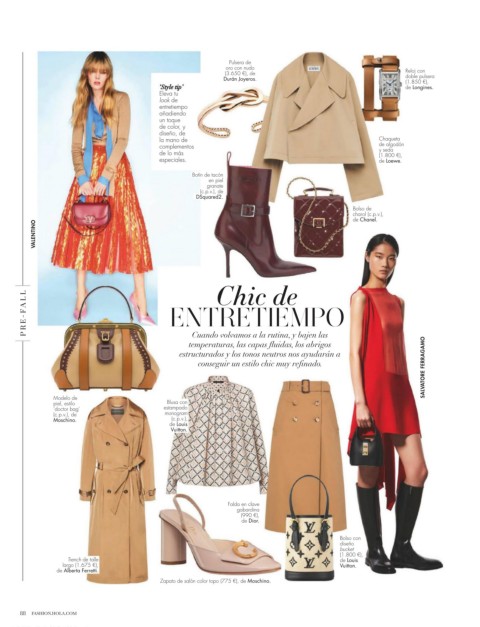 Pulsera de
oro con nudo
(3.650 €), de
Durán Joyeros.
Reloj con
doble pulsera
(1.850 €),
de Longines.
'Style tip'
Eleva tu
look de
entretiempo
añadiendo
un toque
de color, y
diseño, de
la mano de
complementos
de lo más
especiales.
Chaqueta
de algodón
y seda
(1.800 €),
de Loewe.
Botín de tacón
en piel
granate
(c.p.v.), de
DSquared2.
Bolso de
charol (c.p.v.),
de Chanel.
VALENTINO
PRE-FALL
Chic de
ENTRETIEMPO
Cuando volvamos a la rutina, y bajen las
temperaturas, las capas fluidas, los abrigos
estructurados y los tonos neutros nos ayudarán a
conseguir un estilo chic muy refinado.
SALVATORE FERRAGAMO
Modelo de
piel, estilo
'doctor bag'
(c.p.v.), de
Moschino.
Blusa con
estampado
monogram
(c.p.v.),
de Louis
Vuitton.
Falda en clave
gabardina
(990 €),
de Dior.
Bolso con
diseño
bucket
(1.800 €),
de Louis
Vuitton.
Trench de talle
largo (1.675 €),
de Alberta Ferretti.
Zapato de salón color topo (775 €), de Moschino.
88 FASHION.HOLA.COM